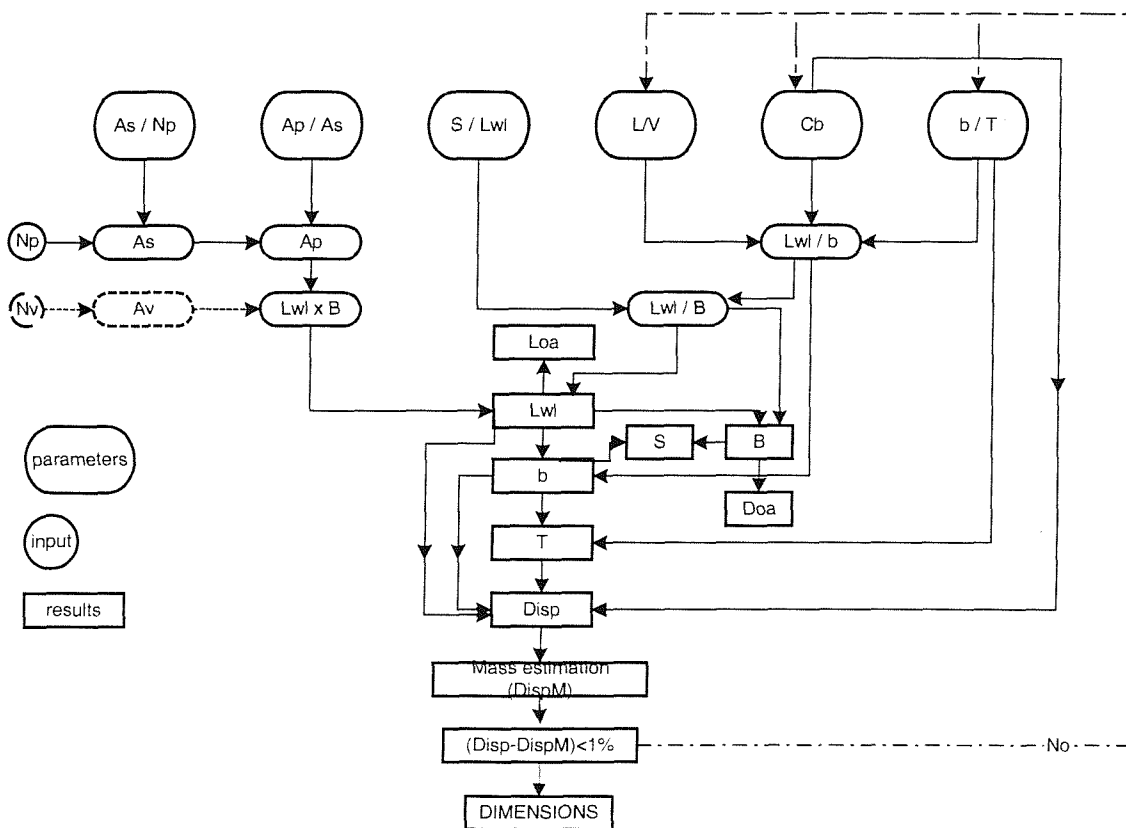 As / Np
Ap / As
S / Lwl
L/V
Cb
b / T
Np
As
Ap
Lwl / b
Nv
Av
Lwl x B
Lwl / B
Loa
Lwl
parameters
S
B
b
Doa
input
T
results
Disp
Mass estimation
(DispM)
(Disp-DispM)<1%
No
DIMENSIONS